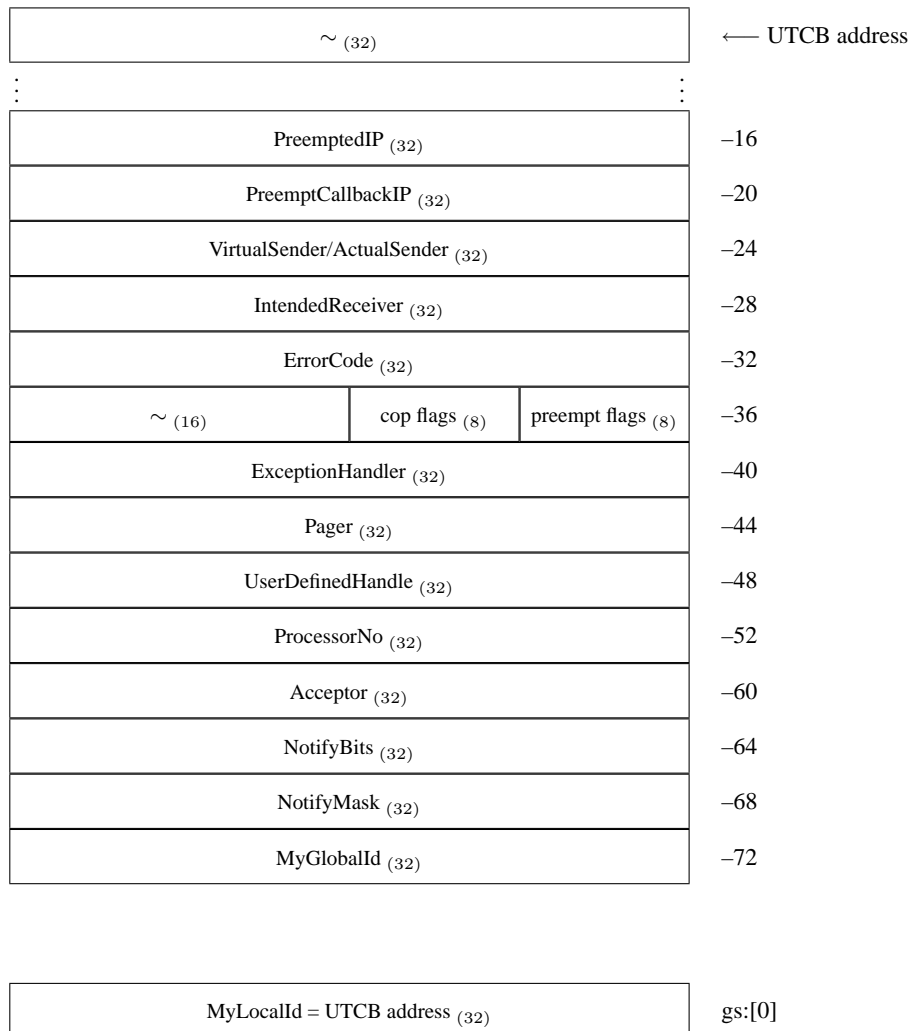 ~ (32) ←— UTCB address
⋮ ⋮
PreemptedIP (32) –16
PreemptCallbackIP (32) –20
VirtualSender/ActualSender (32) –24
IntendedReceiver (32) –28
ErrorCode (32) –32
~ (16) cop flags (8) preempt flags (8) –36
ExceptionHandler (32) –40
Pager (32) –44
UserDefinedHandle (32) –48
ProcessorNo (32) –52
Acceptor (32) –60
NotifyBits (32) –64
NotifyMask (32) –68
MyGlobalId (32) –72
MyLocalId = UTCB address (32) gs:[0]